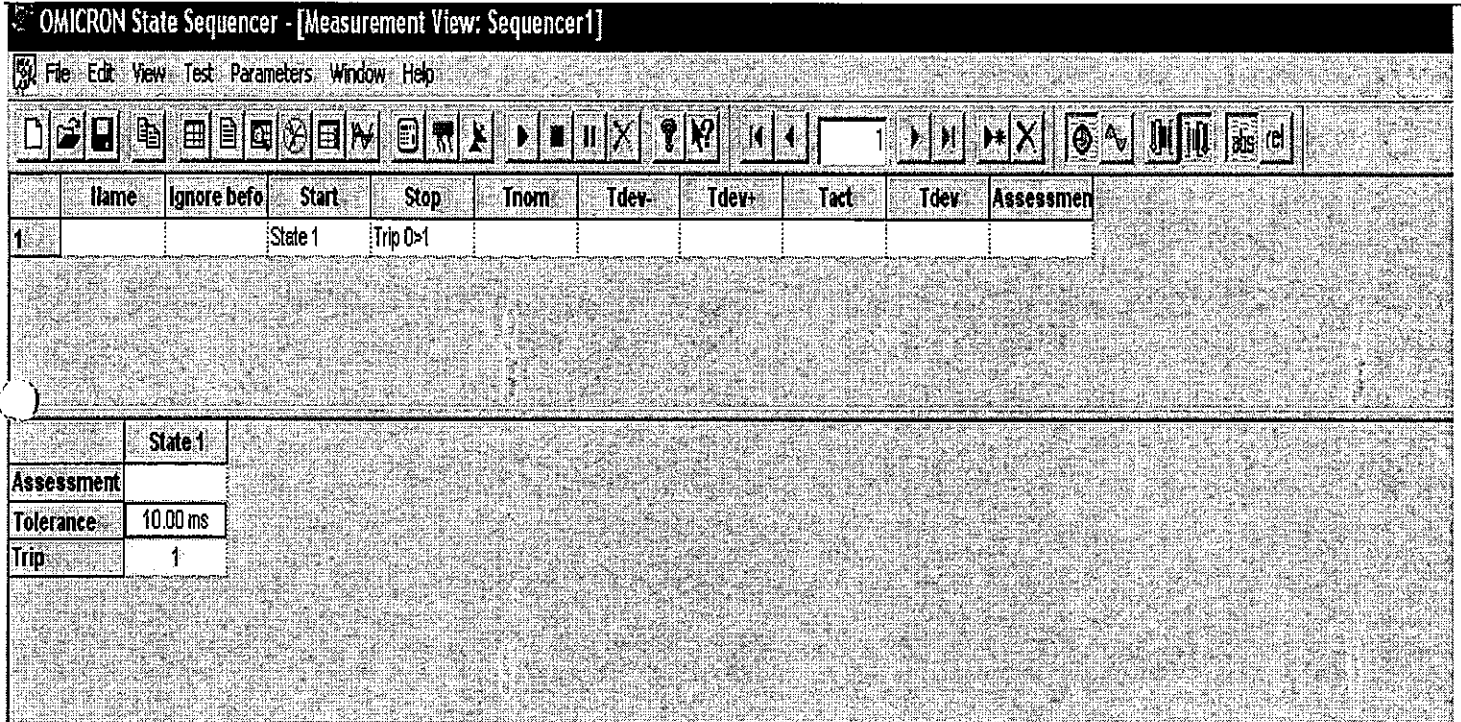 OMICRON State Sequencer - [Measurement View: Sequencer1]
File Edit View Test Parameters Window Help
1 abs rel
Name Ignore befo Start Stop Tnom Tdev- Tdev+ Tact Tdev Assessmen
1 State 1 Trip 0>1
State 1
Assessment
Tolerance 10.00 ms
Trip 1